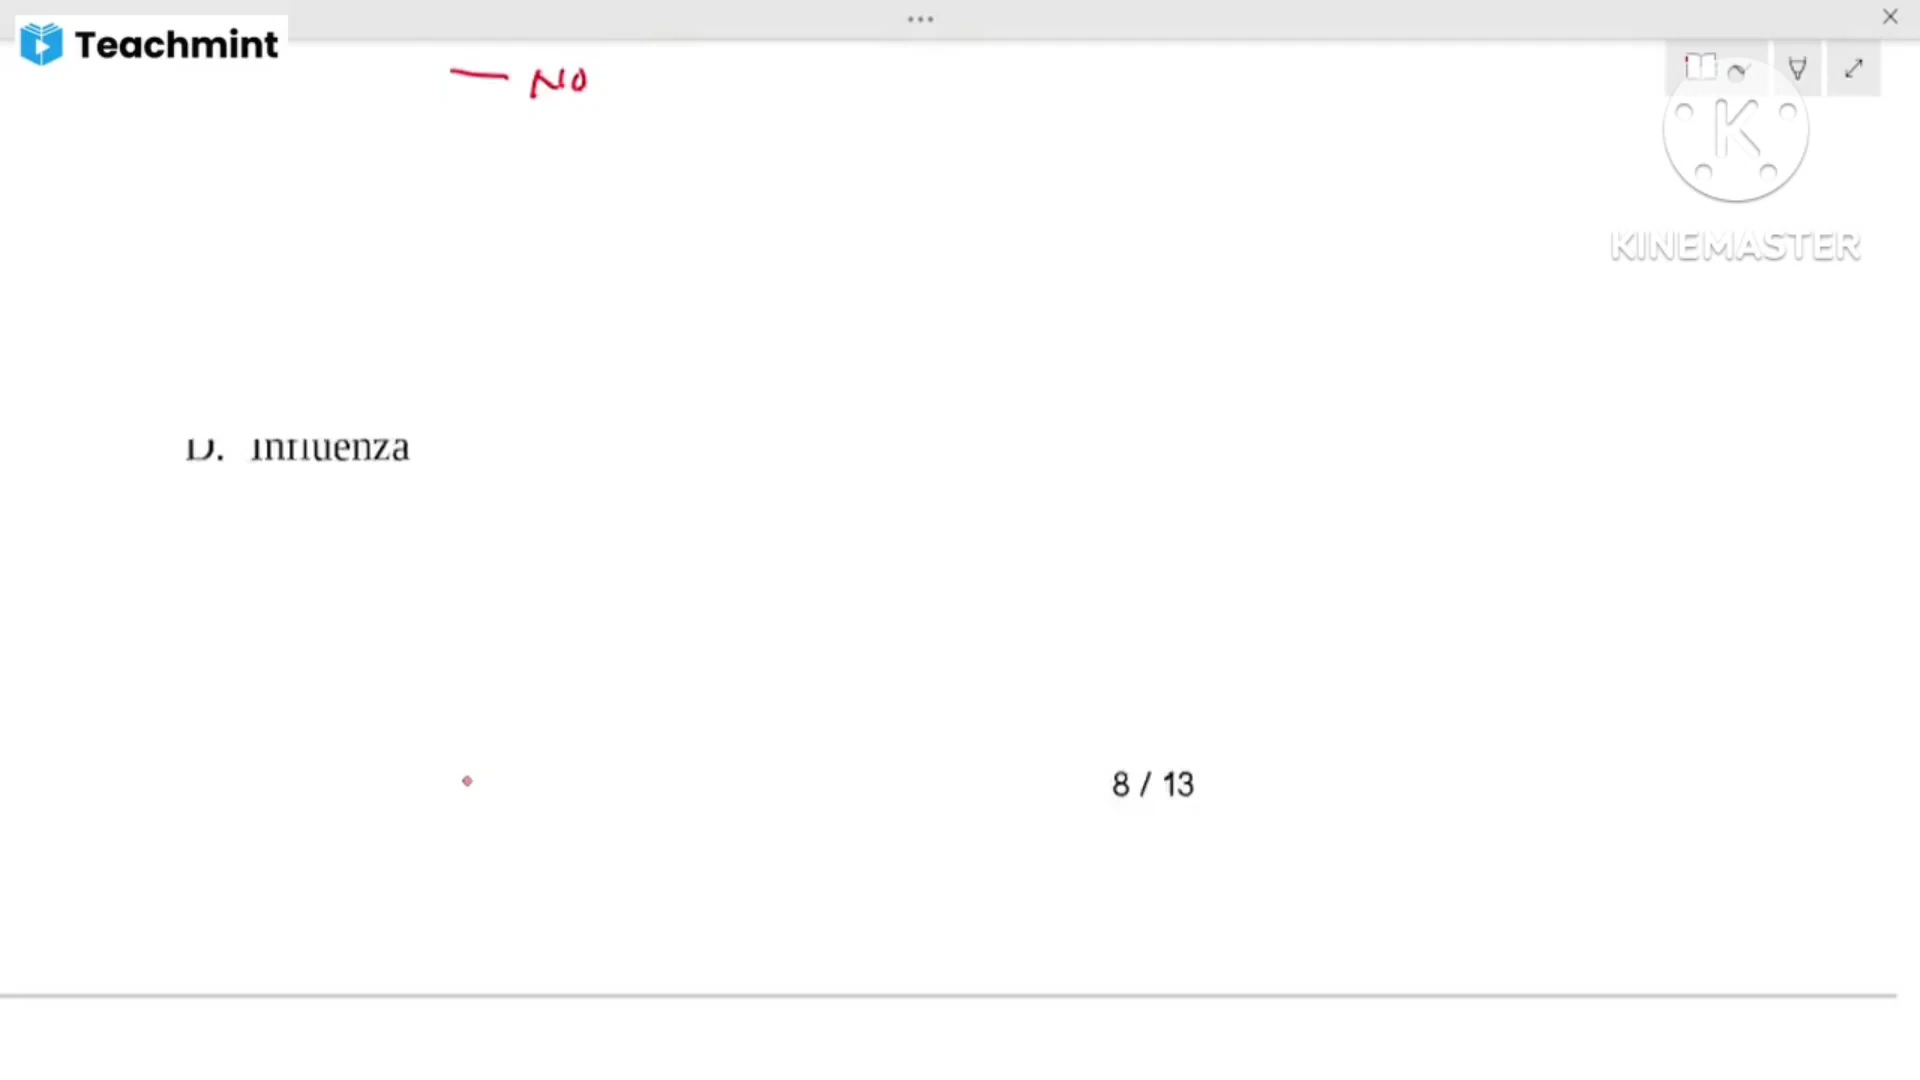 Teachmint
— NO
KINEMASTER
D. Influenza
8 / 13